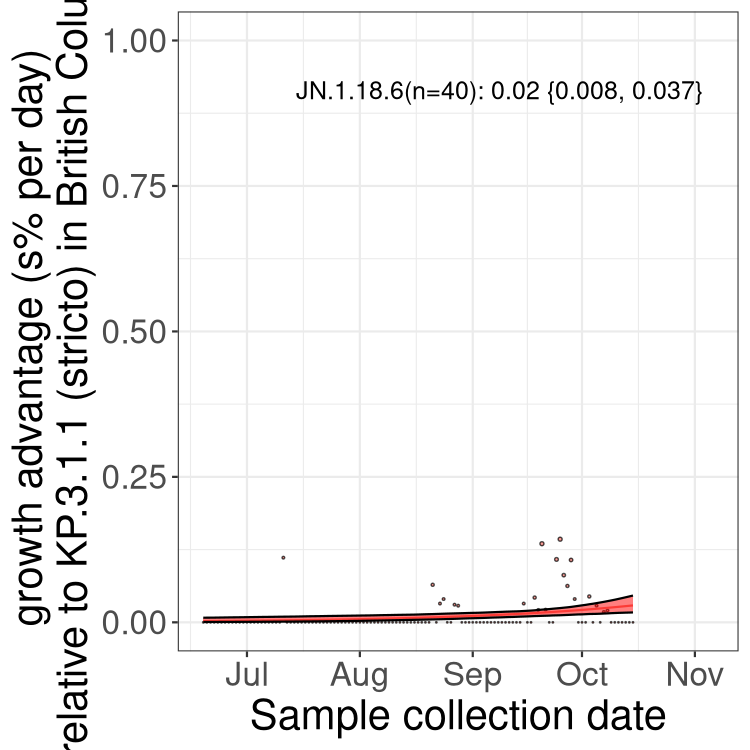 growth advantage (s% per day)
relative to KP.3.1.1 (stricto) in British Colu
1.00
0.75
0.50
0.25
0.00
JN.1.18.6(n=40): 0.02 {0.008, 0.037}
Jul Aug Sep Oct Nov
Sample collection date